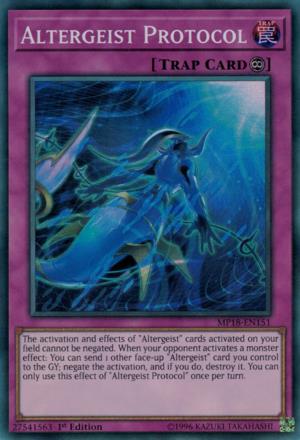 ALTERGEIST PROTOCOL
TRAP
罠
[TRAP CARD]
MP18-EN151
The activation and effects of "Altergeist" cards activated on
your field cannot be negated. When your opponent activates a
monster effect: You can send 1 other face-up "Altergeist" card you control
to the GY; negate the activation, and if you do, destroy it. You can
only use this effect of "Altergeist Protocol" once per turn.
27541563 1st Edition ©1996 KAZUKI TAKAHASHI